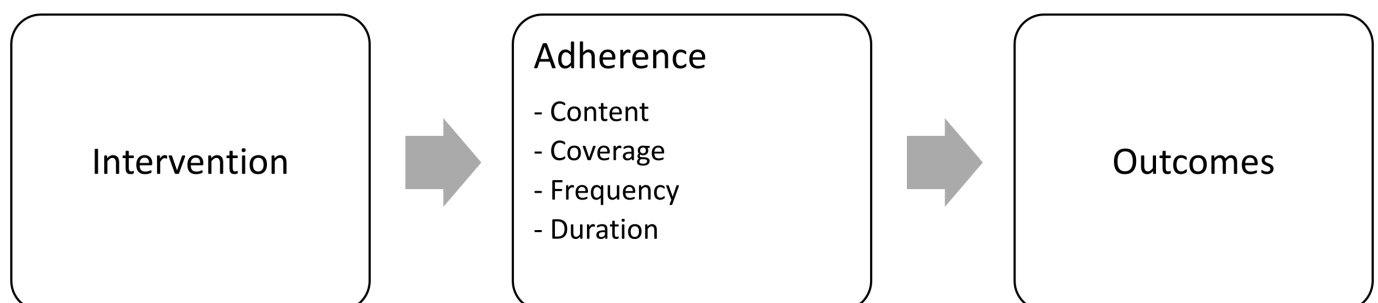 Intervention
Adherence
- Content
- Coverage
- Frequency
- Duration
Outcomes